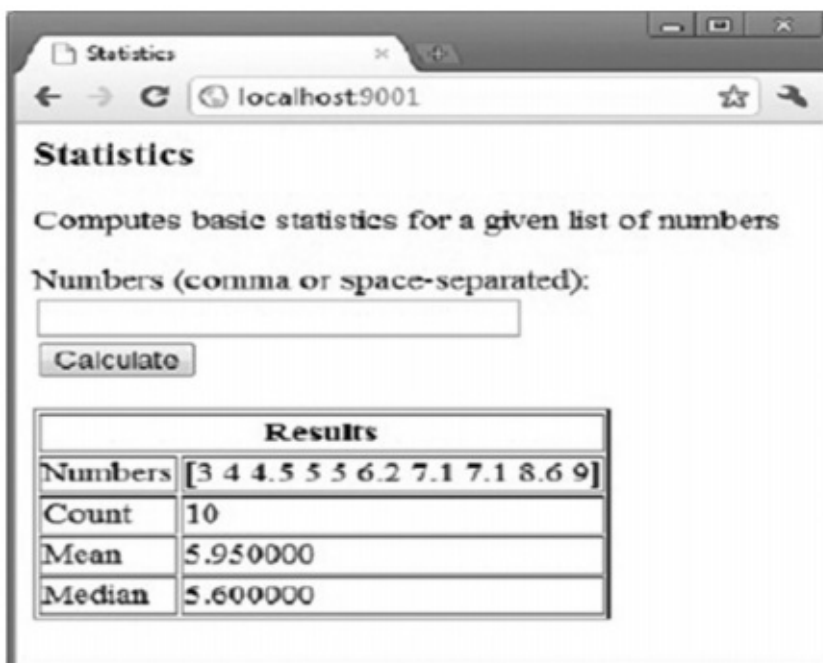 Statistics
localhost:9001
Statistics
Computes basic statistics for a given list of numbers
Numbers (comma or space-separated):
Calculate
Results
Numbers [3 4 4.5 5 5 6.2 7.1 7.1 8.6 9]
Count 10
Mean 5.950000
Median 5.600000